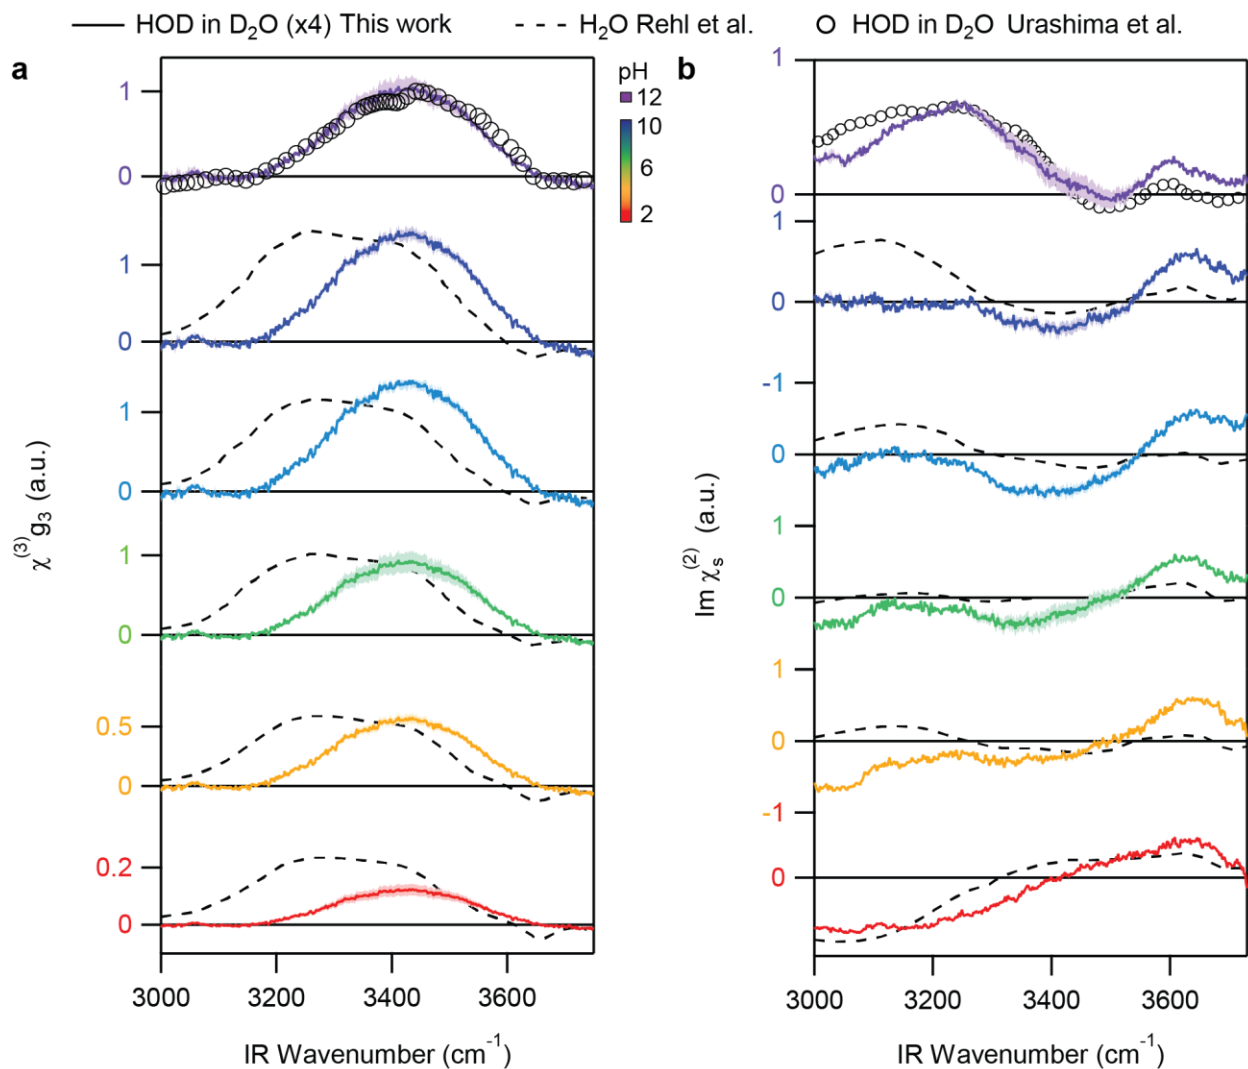 HOD in D₂O (x4) This work H₂O Rehl et al. HOD in D₂O Urashima et al.
a
pH
12
10
6
2
b
1
0
1
0
1
0
1
0
0.5
0
0.2
0
χ⁽³⁾g₃ (a.u.)
3000 3200 3400 3600
IR Wavenumber (cm⁻¹)
1
0
1
0
-1
0
1
0
1
0
-1
0
Im χₛ⁽²⁾ (a.u.)
3000 3200 3400 3600
IR Wavenumber (cm⁻¹)